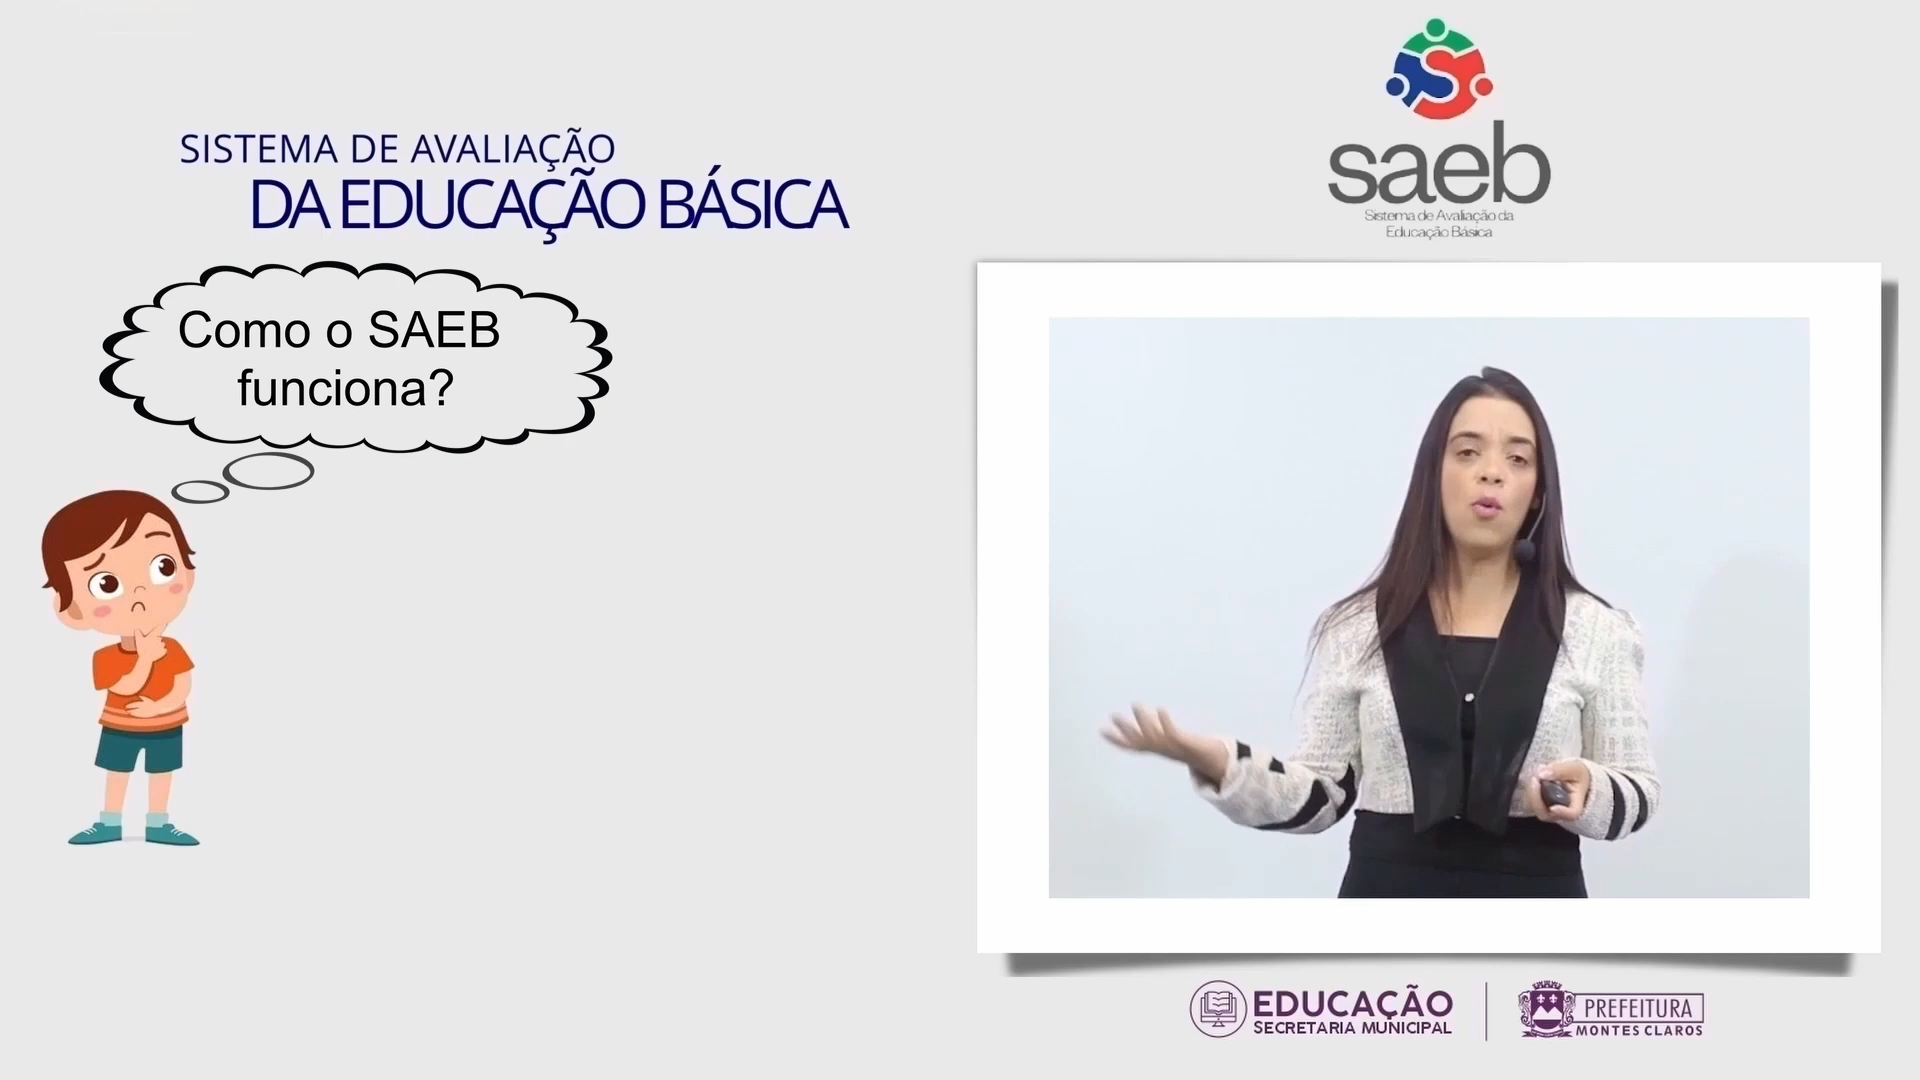 SISTEMA DE AVALIAÇÃO
DA EDUCAÇÃO BÁSICA
saeb
Sistema de Avaliação da
Educação Básica
Como o SAEB
funciona?
EDUCAÇÃO
SECRETARIA MUNICIPAL
PREFEITURA
MONTES CLAROS